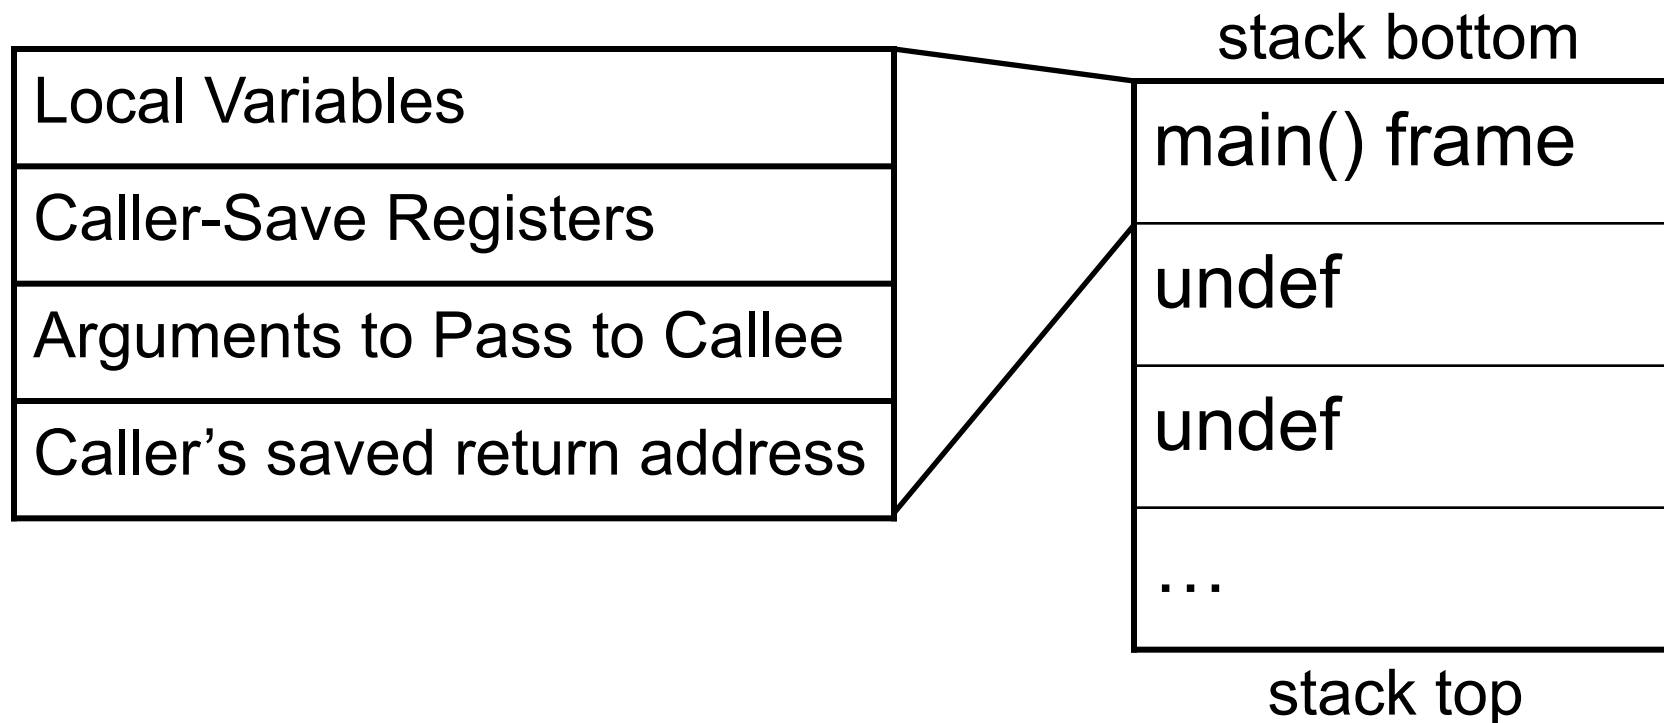 Local Variables
Caller-Save Registers
Arguments to Pass to Callee
Caller’s saved return address
stack bottom
main() frame
undef
undef
…
stack top